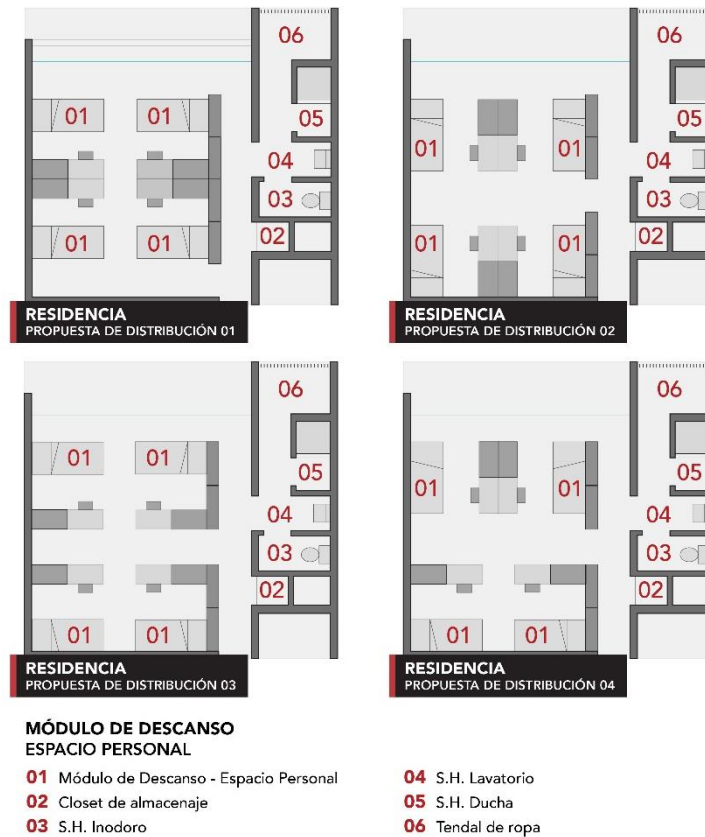 06
06
01
01
05
05
01
01
04
04
03
03
01
01
02
01
01
02
RESIDENCIA
PROPUESTA DE DISTRIBUCIÓN 01
RESIDENCIA
PROPUESTA DE DISTRIBUCIÓN 02
06
06
01
01
05
01
01
05
04
04
03
03
02
02
01
01
01
01
RESIDENCIA
PROPUESTA DE DISTRIBUCIÓN 03
RESIDENCIA
PROPUESTA DE DISTRIBUCIÓN 04
MÓDULO DE DESCANSO
ESPACIO PERSONAL
01 Módulo de Descanso - Espacio Personal
02 Closet de almacenaje
03 S.H. Inodoro
04 S.H. Lavatorio
05 S.H. Ducha
06 Tendal de ropa